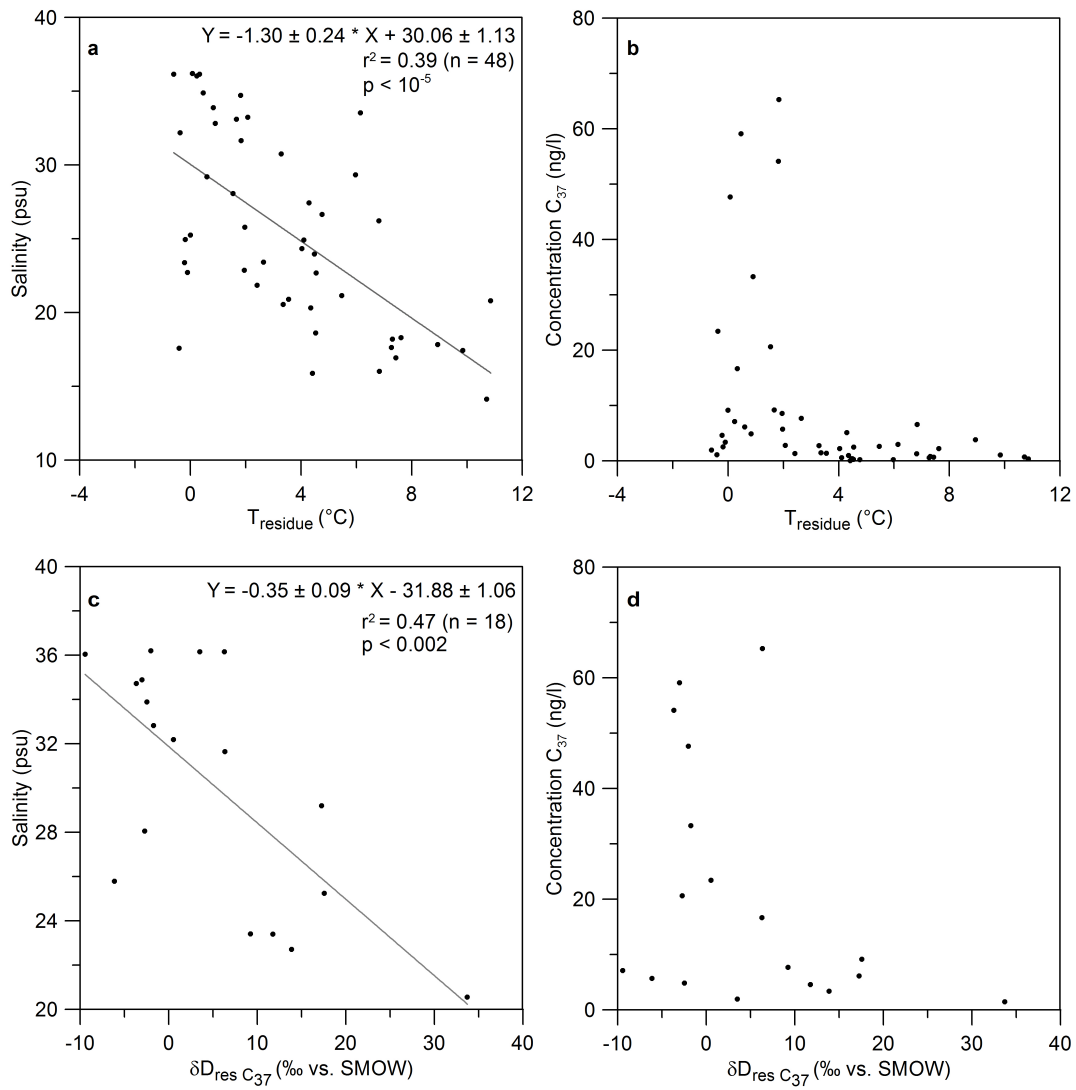 a
Y = -1.30 ± 0.24 * X + 30.06 ± 1.13
r² = 0.39 (n = 48)
p < 10⁻⁵
40
30
20
10
Salinity (psu)
-4 0 4 8 12
T residue (°C)
b
80
60
40
20
0
Concentration C₃₇ (ng/l)
-4 0 4 8 12
T residue (°C)
c
Y = -0.35 ± 0.09 * X - 31.88 ± 1.06
r² = 0.47 (n = 18)
p < 0.002
40
36
32
28
24
20
Salinity (psu)
-10 0 10 20 30 40
δD res C₃₇ (‰ vs. SMOW)
d
80
60
40
20
0
Concentration C₃₇ (ng/l)
-10 0 10 20 30 40
δD res C₃₇ (‰ vs. SMOW)